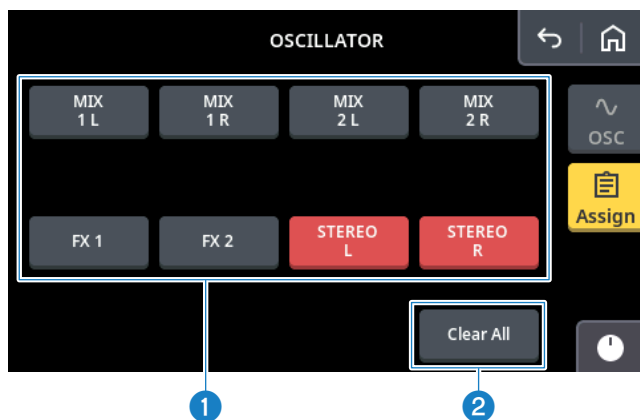 OSCILLATOR
MIX
1 L
MIX
1 R
MIX
2 L
MIX
2 R
OSC
Assign
FX 1
FX 2
STEREO
L
STEREO
R
Clear All
1
2